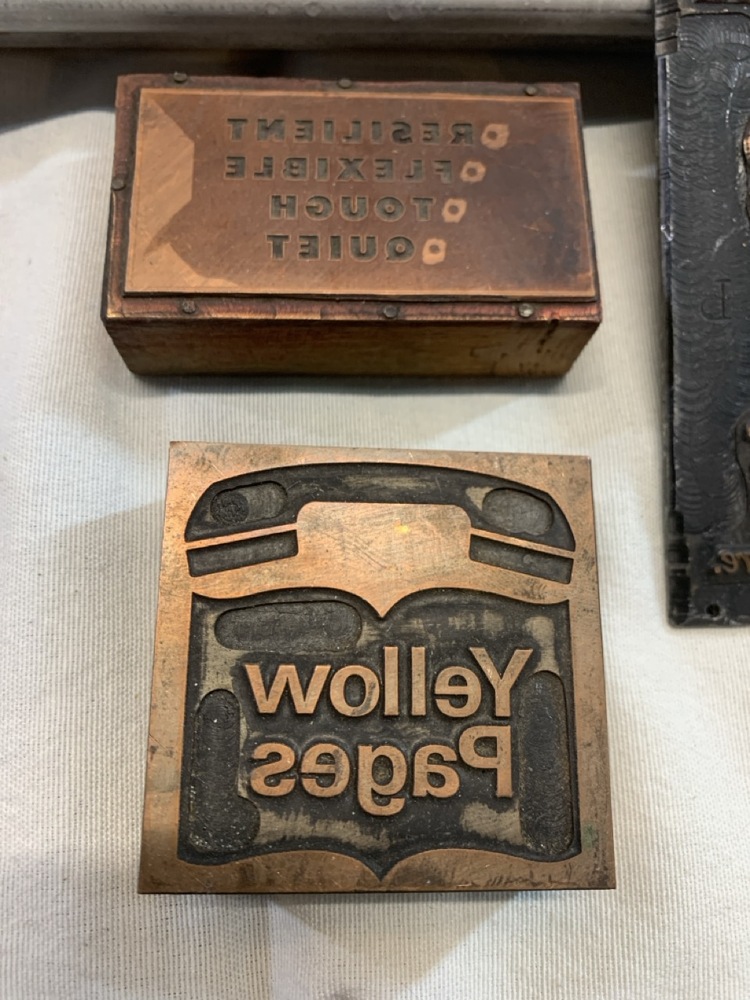 RESILIENT
FLEXIBLE
TOUGH
QUIET
Yellow
Pages